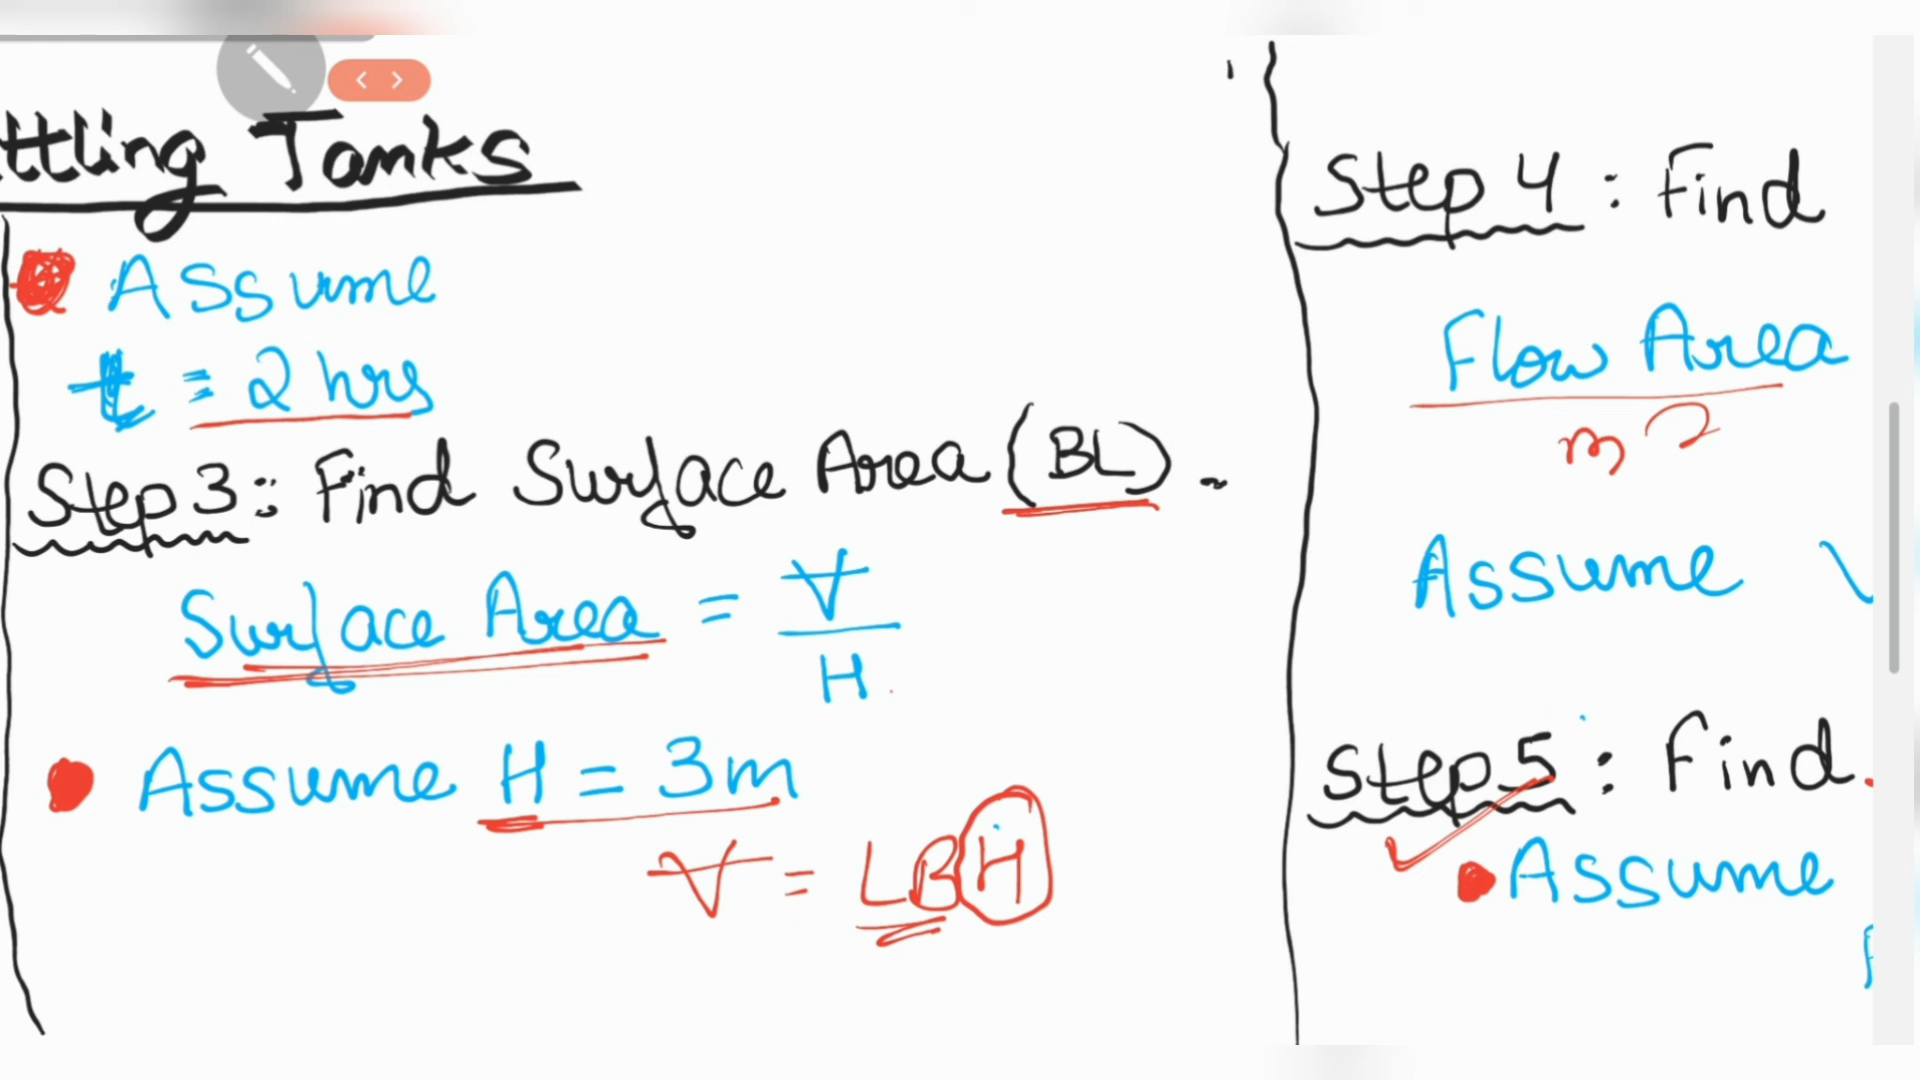 ttling Tanks
Assume
t = 2 hrs
Step 3 : Find Surface Area (BL) -
Surface Area = V / H
Assume H = 3m
V = LBH
Step 4 : Find
Flow Area
m²
Assume V
Step 5 : Find
Assume